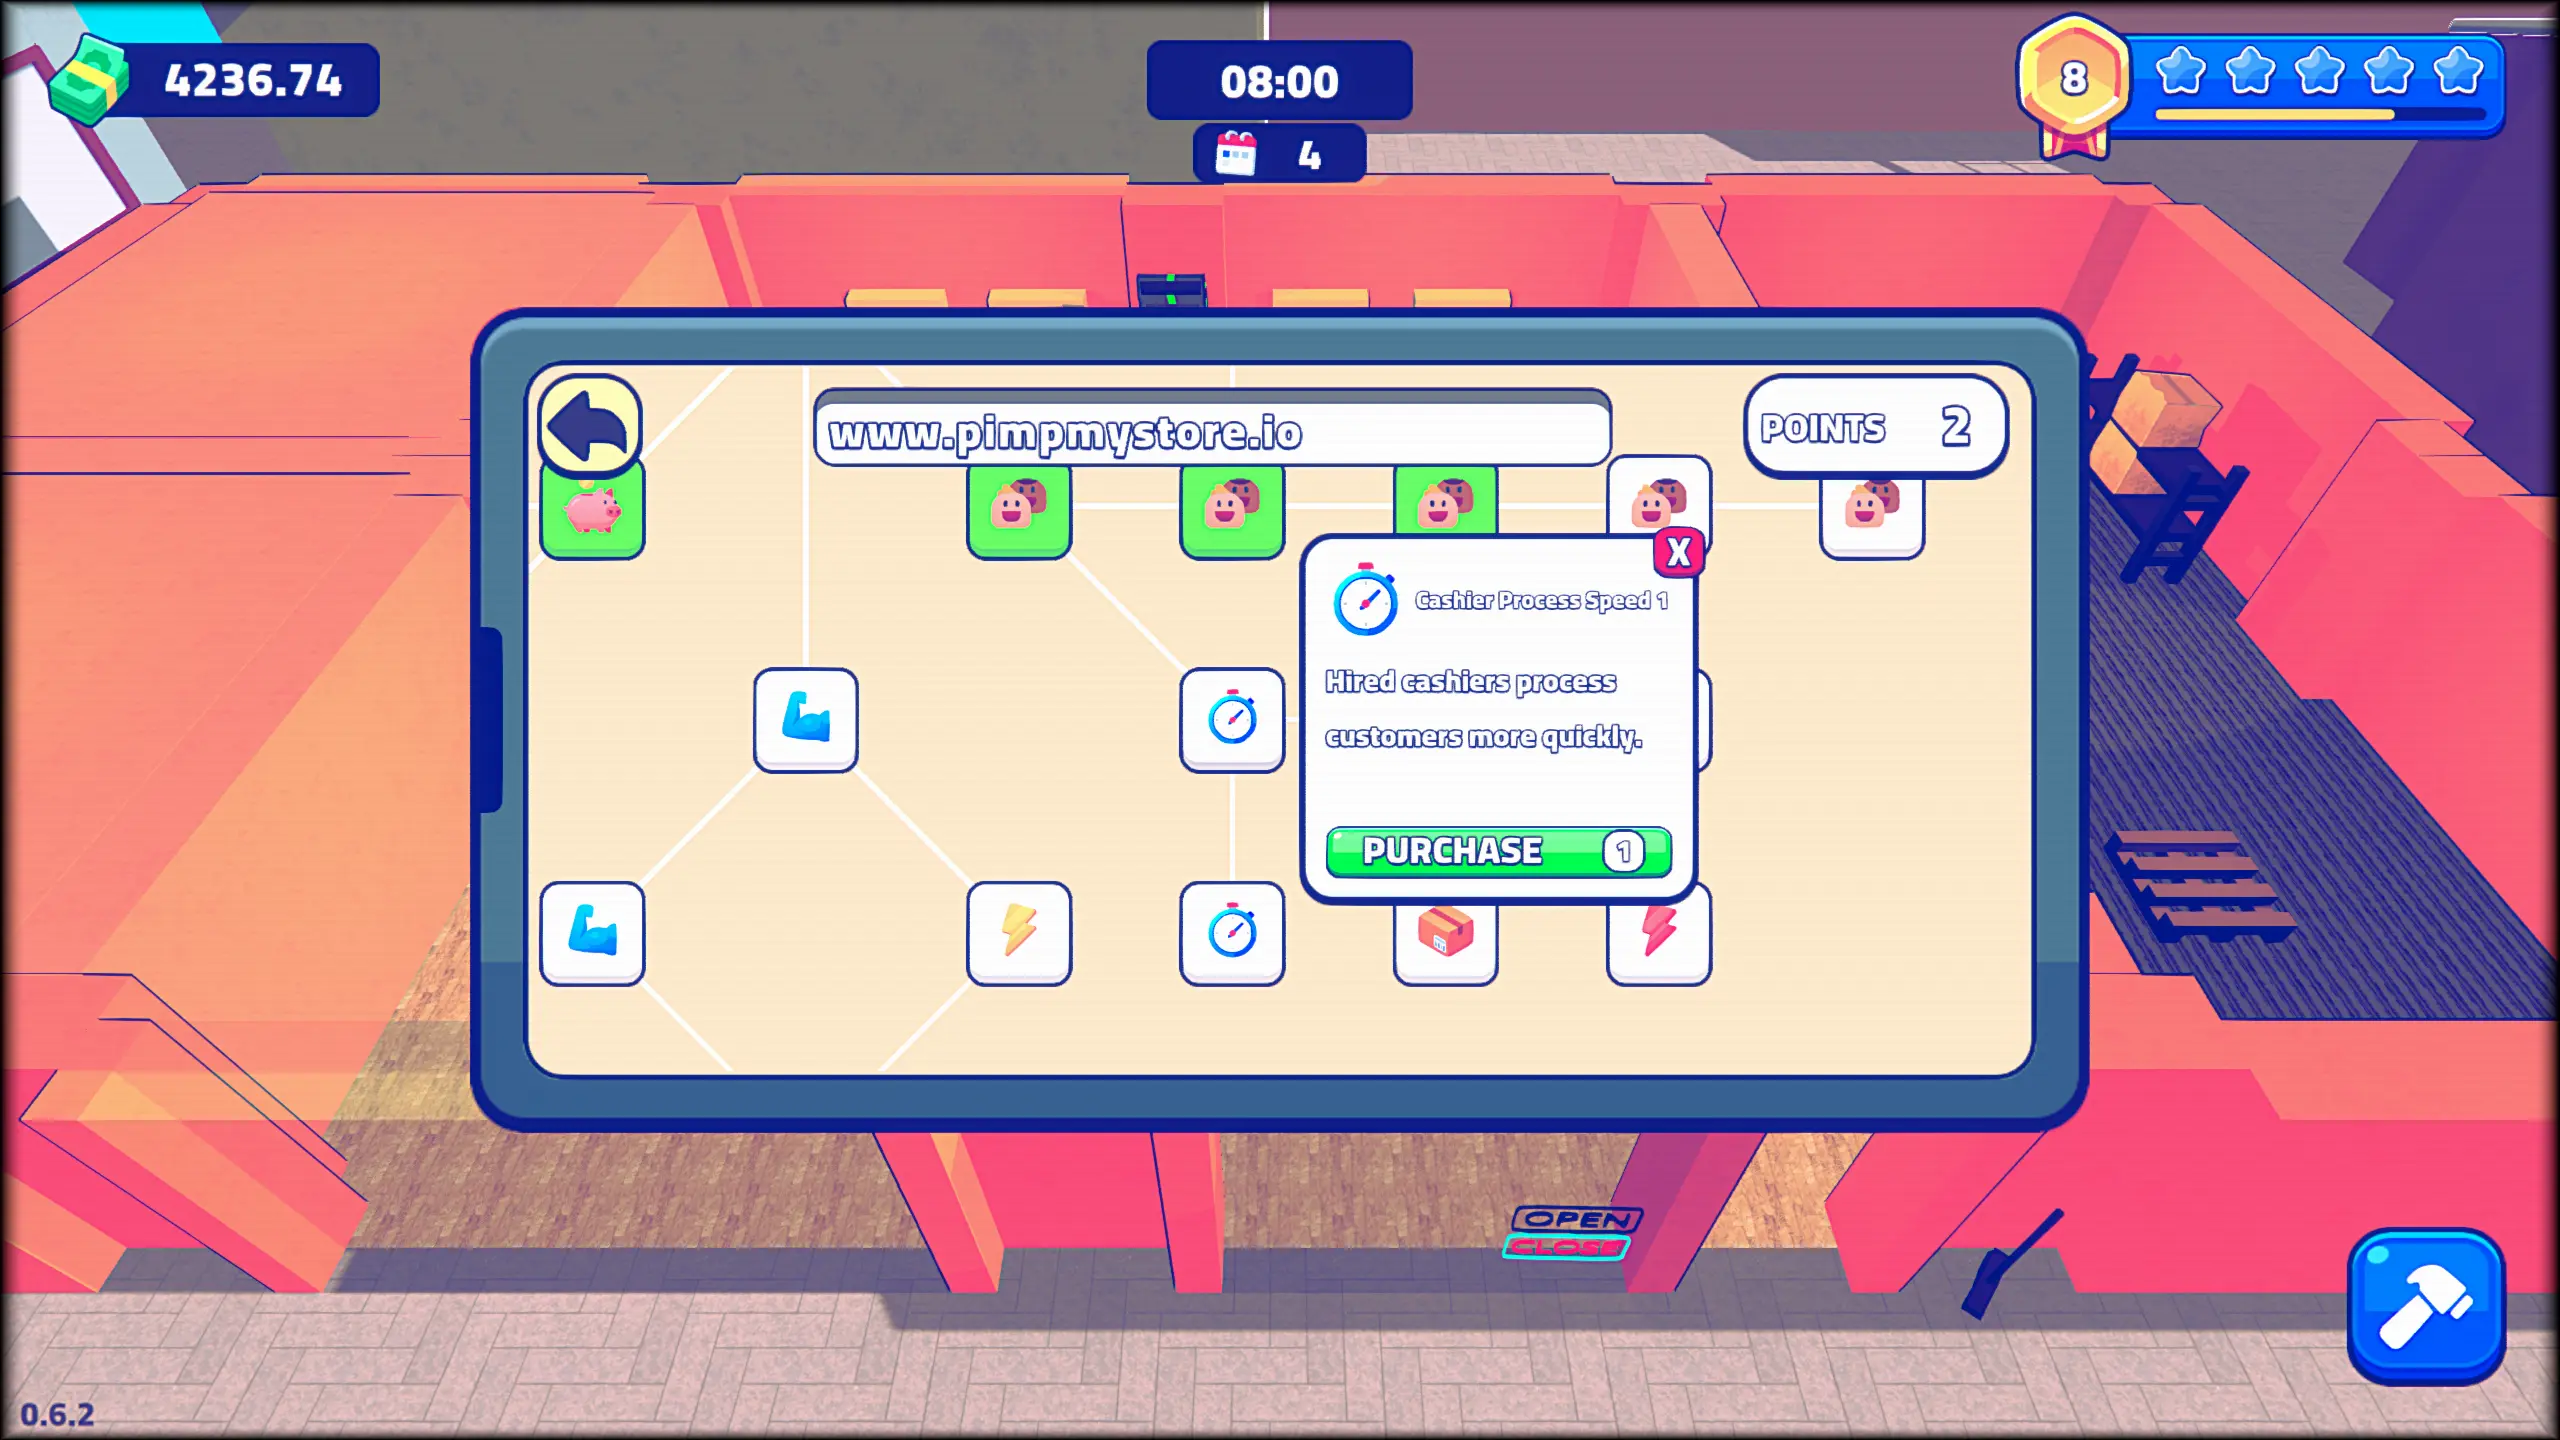 4236.74
08:00
4
8
www.pimpmystore.io
POINTS 2
X
Cashier Process Speed 1
Hired cashiers process
customers more quickly.
PURCHASE 1
OPEN
CLOSE
0.6.2